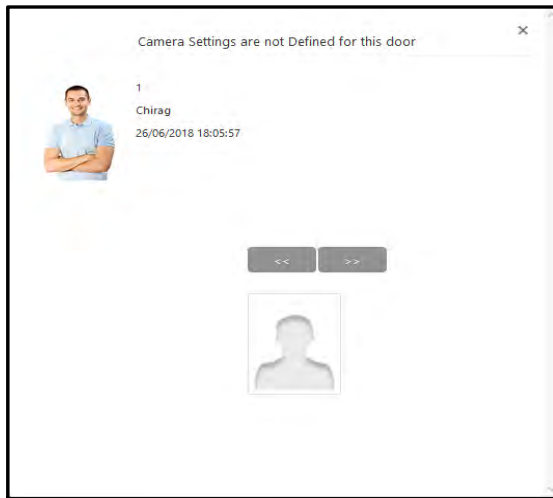 Camera Settings are not Defined for this door
×
1
Chirag
26/06/2018 18:05:57
<< >>